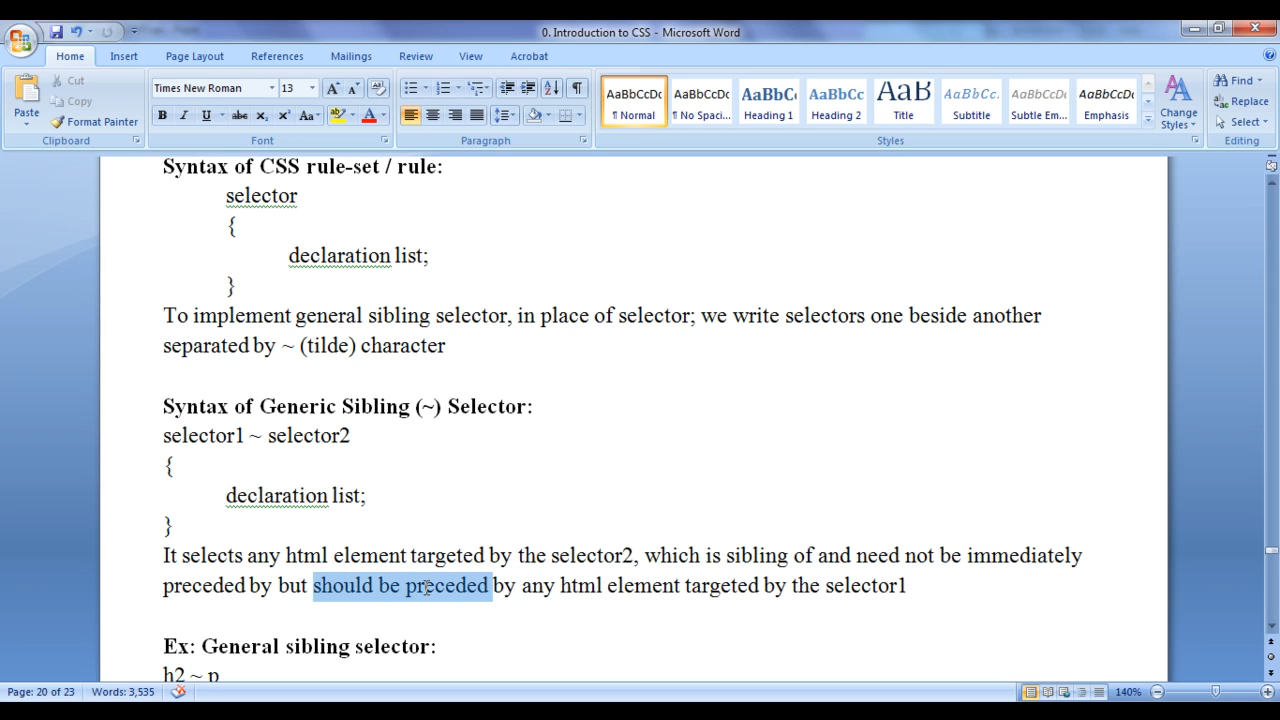 0. Introduction to CSS - Microsoft Word
Home Insert Page Layout References Mailings Review View Acrobat
Paste
Cut
Copy
Format Painter
Clipboard
Times New Roman 13
B I U abc x₂ x² Aa
Font
Paragraph
AaBbCcDc AaBbCcDc AaBbC AaBbCc AaB AaBbCc. AaBbCcDc AaBbCcDc
¶ Normal ¶ No Spaci... Heading 1 Heading 2 Title Subtitle Subtle Em... Emphasis
Change Styles
Styles
Find
Replace
Select
Editing
Syntax of CSS rule-set / rule:
selector
{
declaration list;
}
To implement general sibling selector, in place of selector; we write selectors one beside another
separated by ~ (tilde) character
Syntax of Generic Sibling (~) Selector:
selector1 ~ selector2
{
declaration list;
}
It selects any html element targeted by the selector2, which is sibling of and need not be immediately
preceded by but should be preceded by any html element targeted by the selector1
Ex: General sibling selector:
h2 ~ p
Page: 20 of 23 Words: 3,535 140%